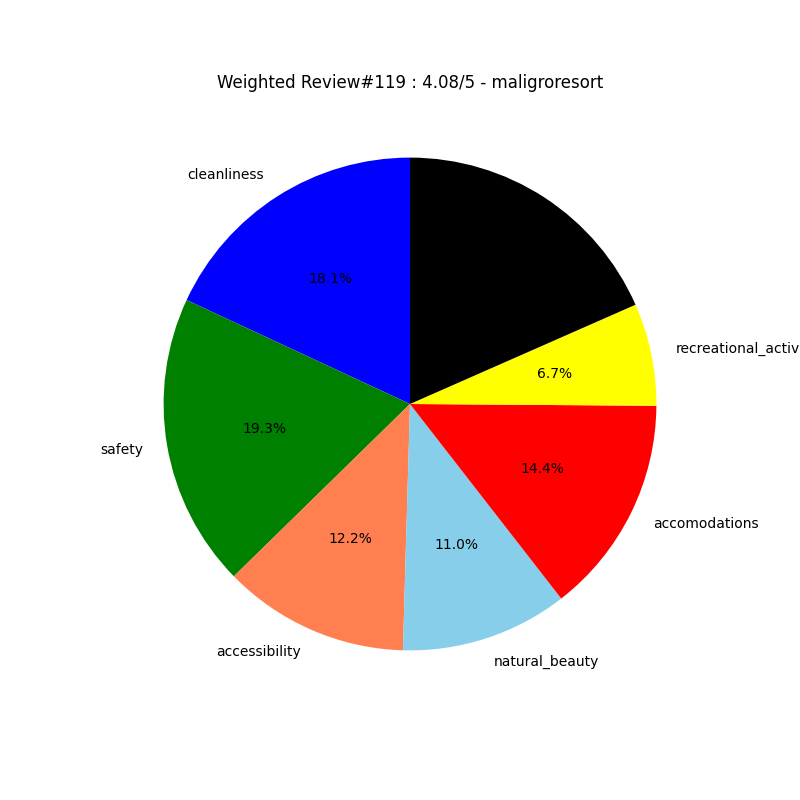 Weighted Review#119 : 4.08/5 - maligroresort
cleanliness
18.1%
recreational_activ
6.7%
safety
19.3%
14.4%
accomodations
12.2%
11.0%
accessibility
natural_beauty